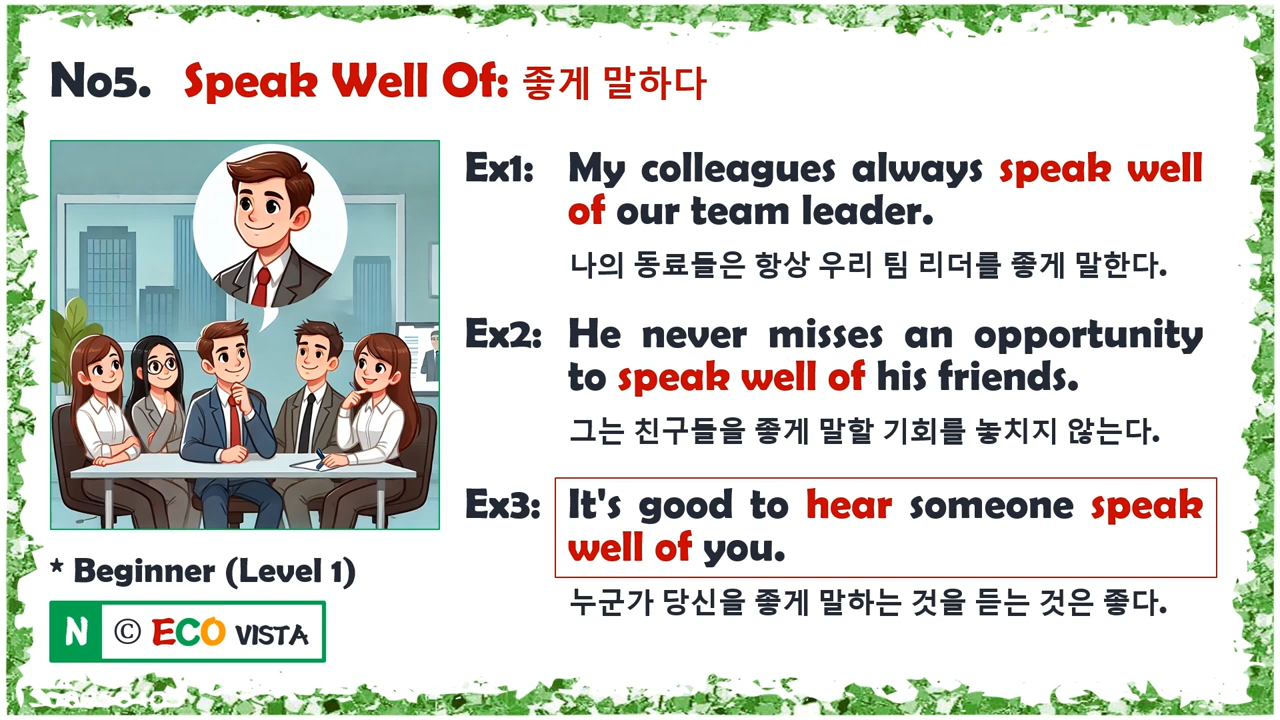 No5. Speak Well Of: 좋게 말하다
Ex1: My colleagues always speak well
of our team leader.
나의 동료들은 항상 우리 팀 리더를 좋게 말한다.
Ex2: He never misses an opportunity
to speak well of his friends.
그는 친구들을 좋게 말할 기회를 놓치지 않는다.
Ex3: It's good to hear someone speak
well of you.
누군가 당신을 좋게 말하는 것을 듣는 것은 좋다.
* Beginner (Level 1)
N © ECO VISTA